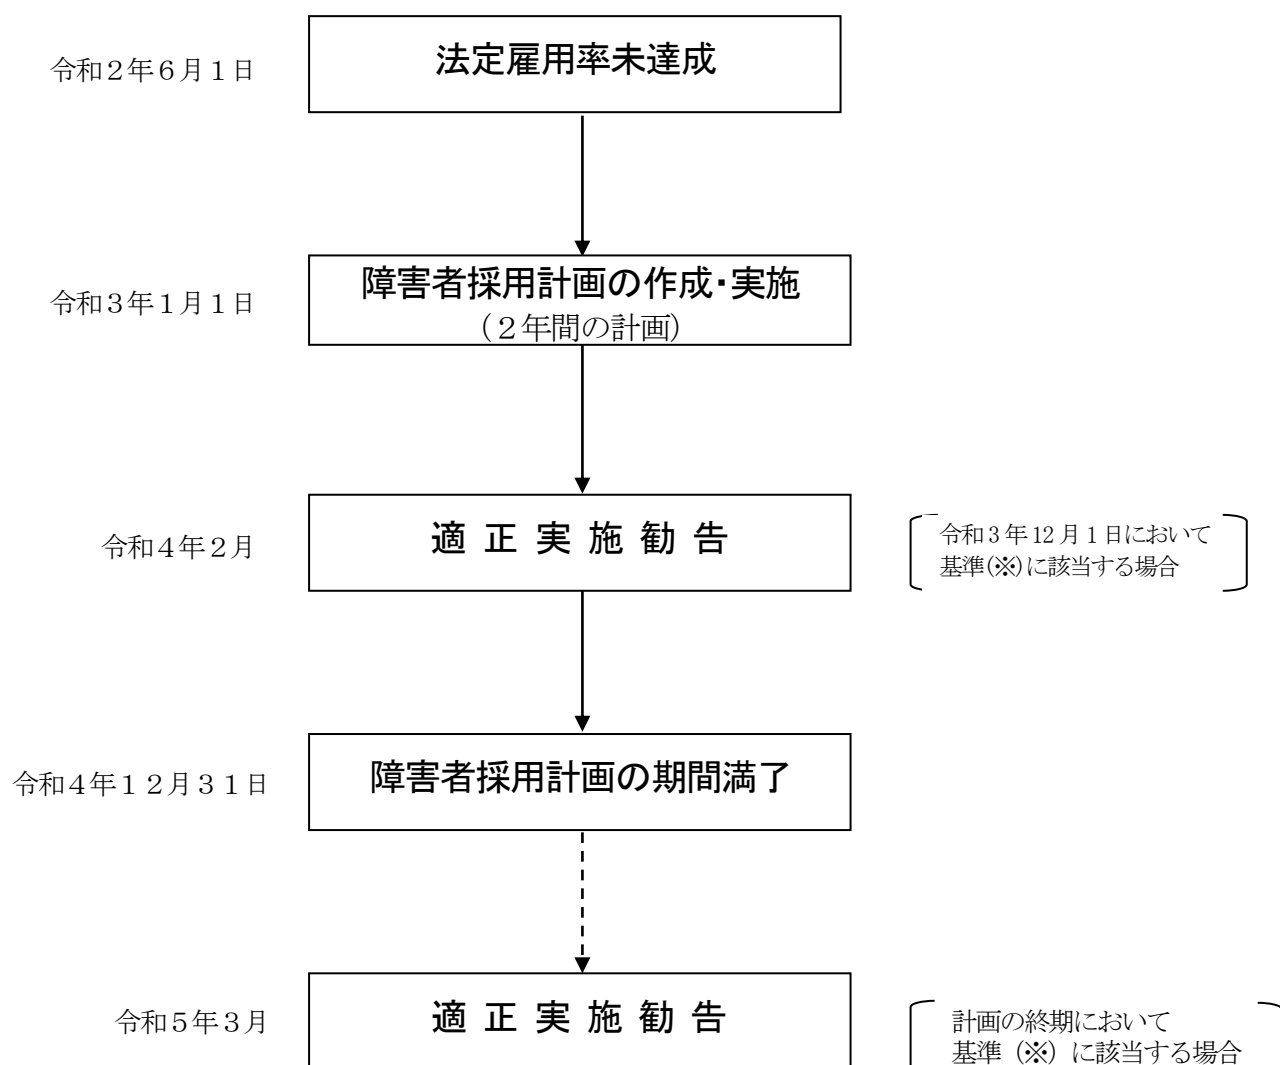 令和２年６月１日
法定雇用率未達成
令和３年１月１日
障害者採用計画の作成・実施
（２年間の計画）
令和４年２月
適 正 実 施 勧 告
令和３年12月１日において
基準(※)に該当する場合
令和４年１２月３１日
障害者採用計画の期間満了
令和５年３月
適 正 実 施 勧 告
計画の終期において
基準（※）に該当する場合